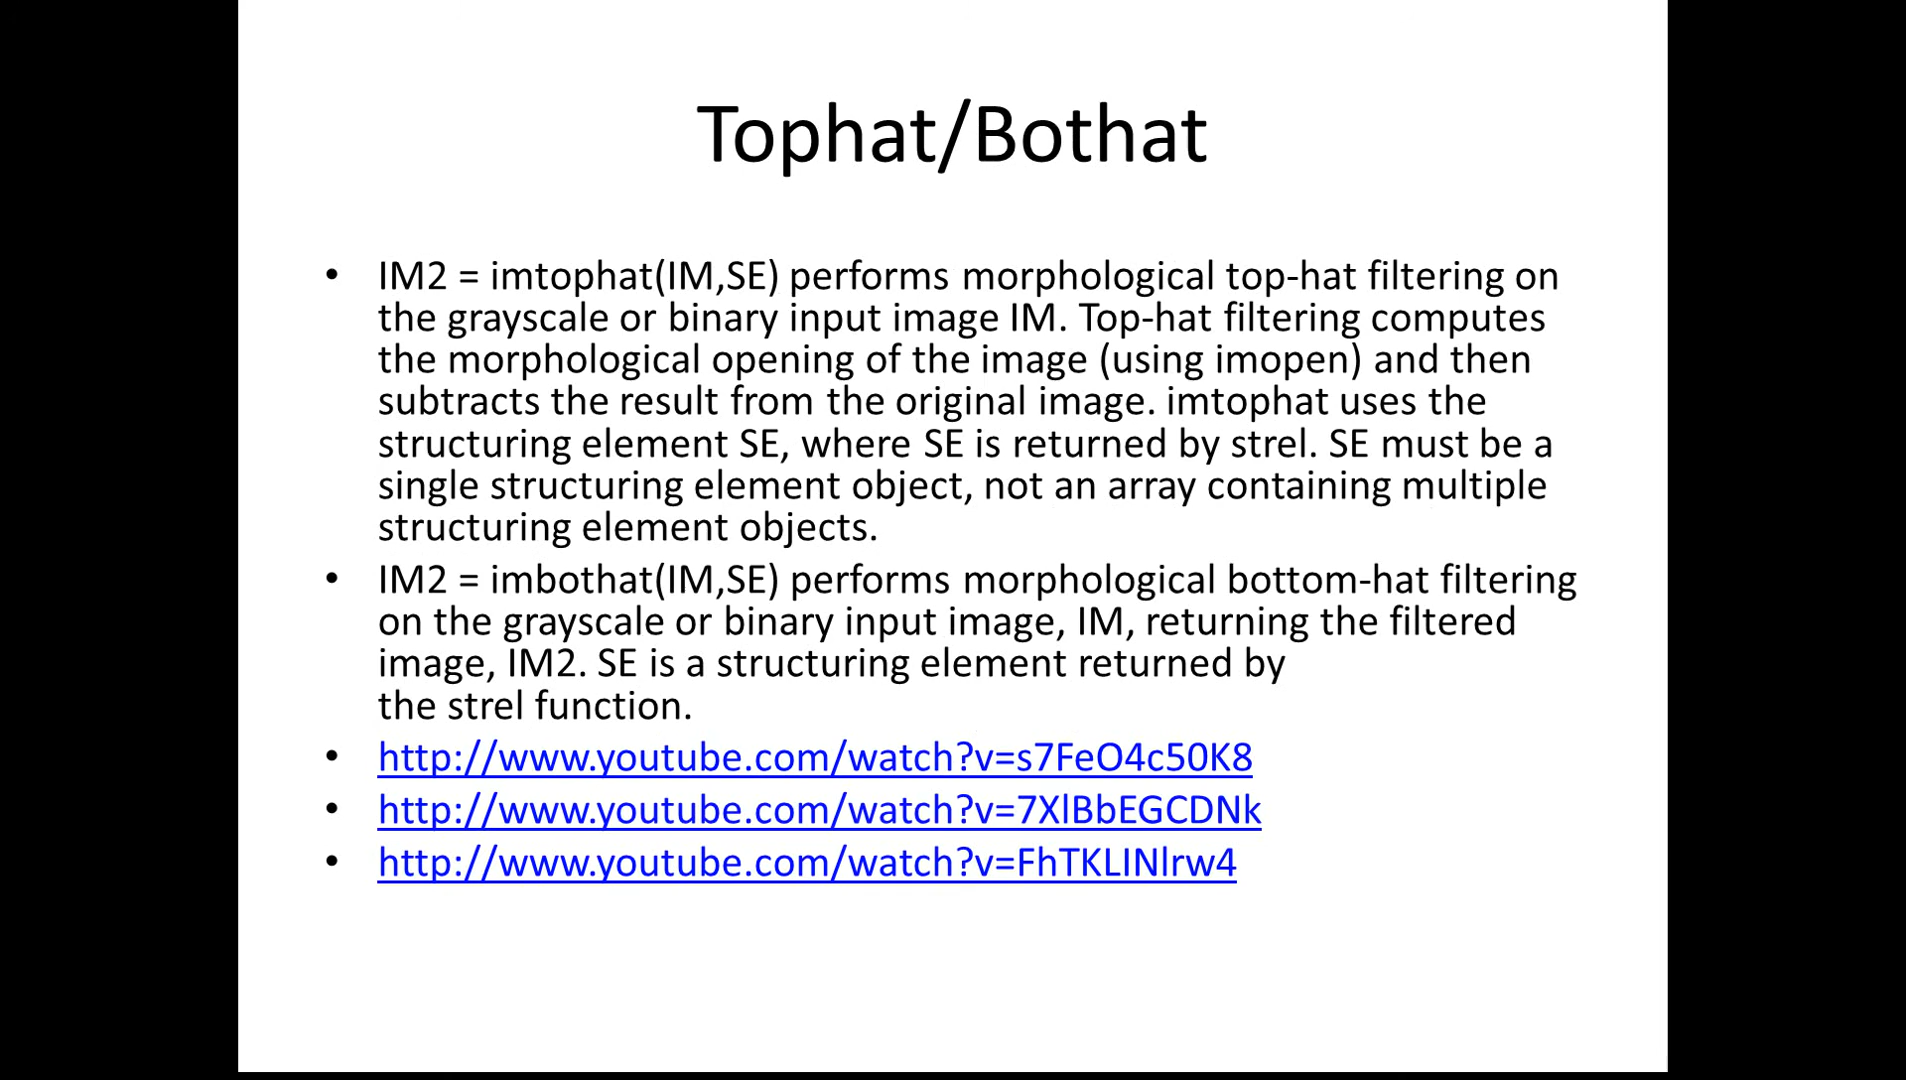 Tophat/Bothat
• IM2 = imtophat(IM,SE) performs morphological top-hat filtering on
the grayscale or binary input image IM. Top-hat filtering computes
the morphological opening of the image (using imopen) and then
subtracts the result from the original image. imtophat uses the
structuring element SE, where SE is returned by strel. SE must be a
single structuring element object, not an array containing multiple
structuring element objects.
• IM2 = imbothat(IM,SE) performs morphological bottom-hat filtering
on the grayscale or binary input image, IM, returning the filtered
image, IM2. SE is a structuring element returned by
the strel function.
• http://www.youtube.com/watch?v=s7FeO4c50K8
• http://www.youtube.com/watch?v=7XlBbEGCDNk
• http://www.youtube.com/watch?v=FhTKLINlrw4